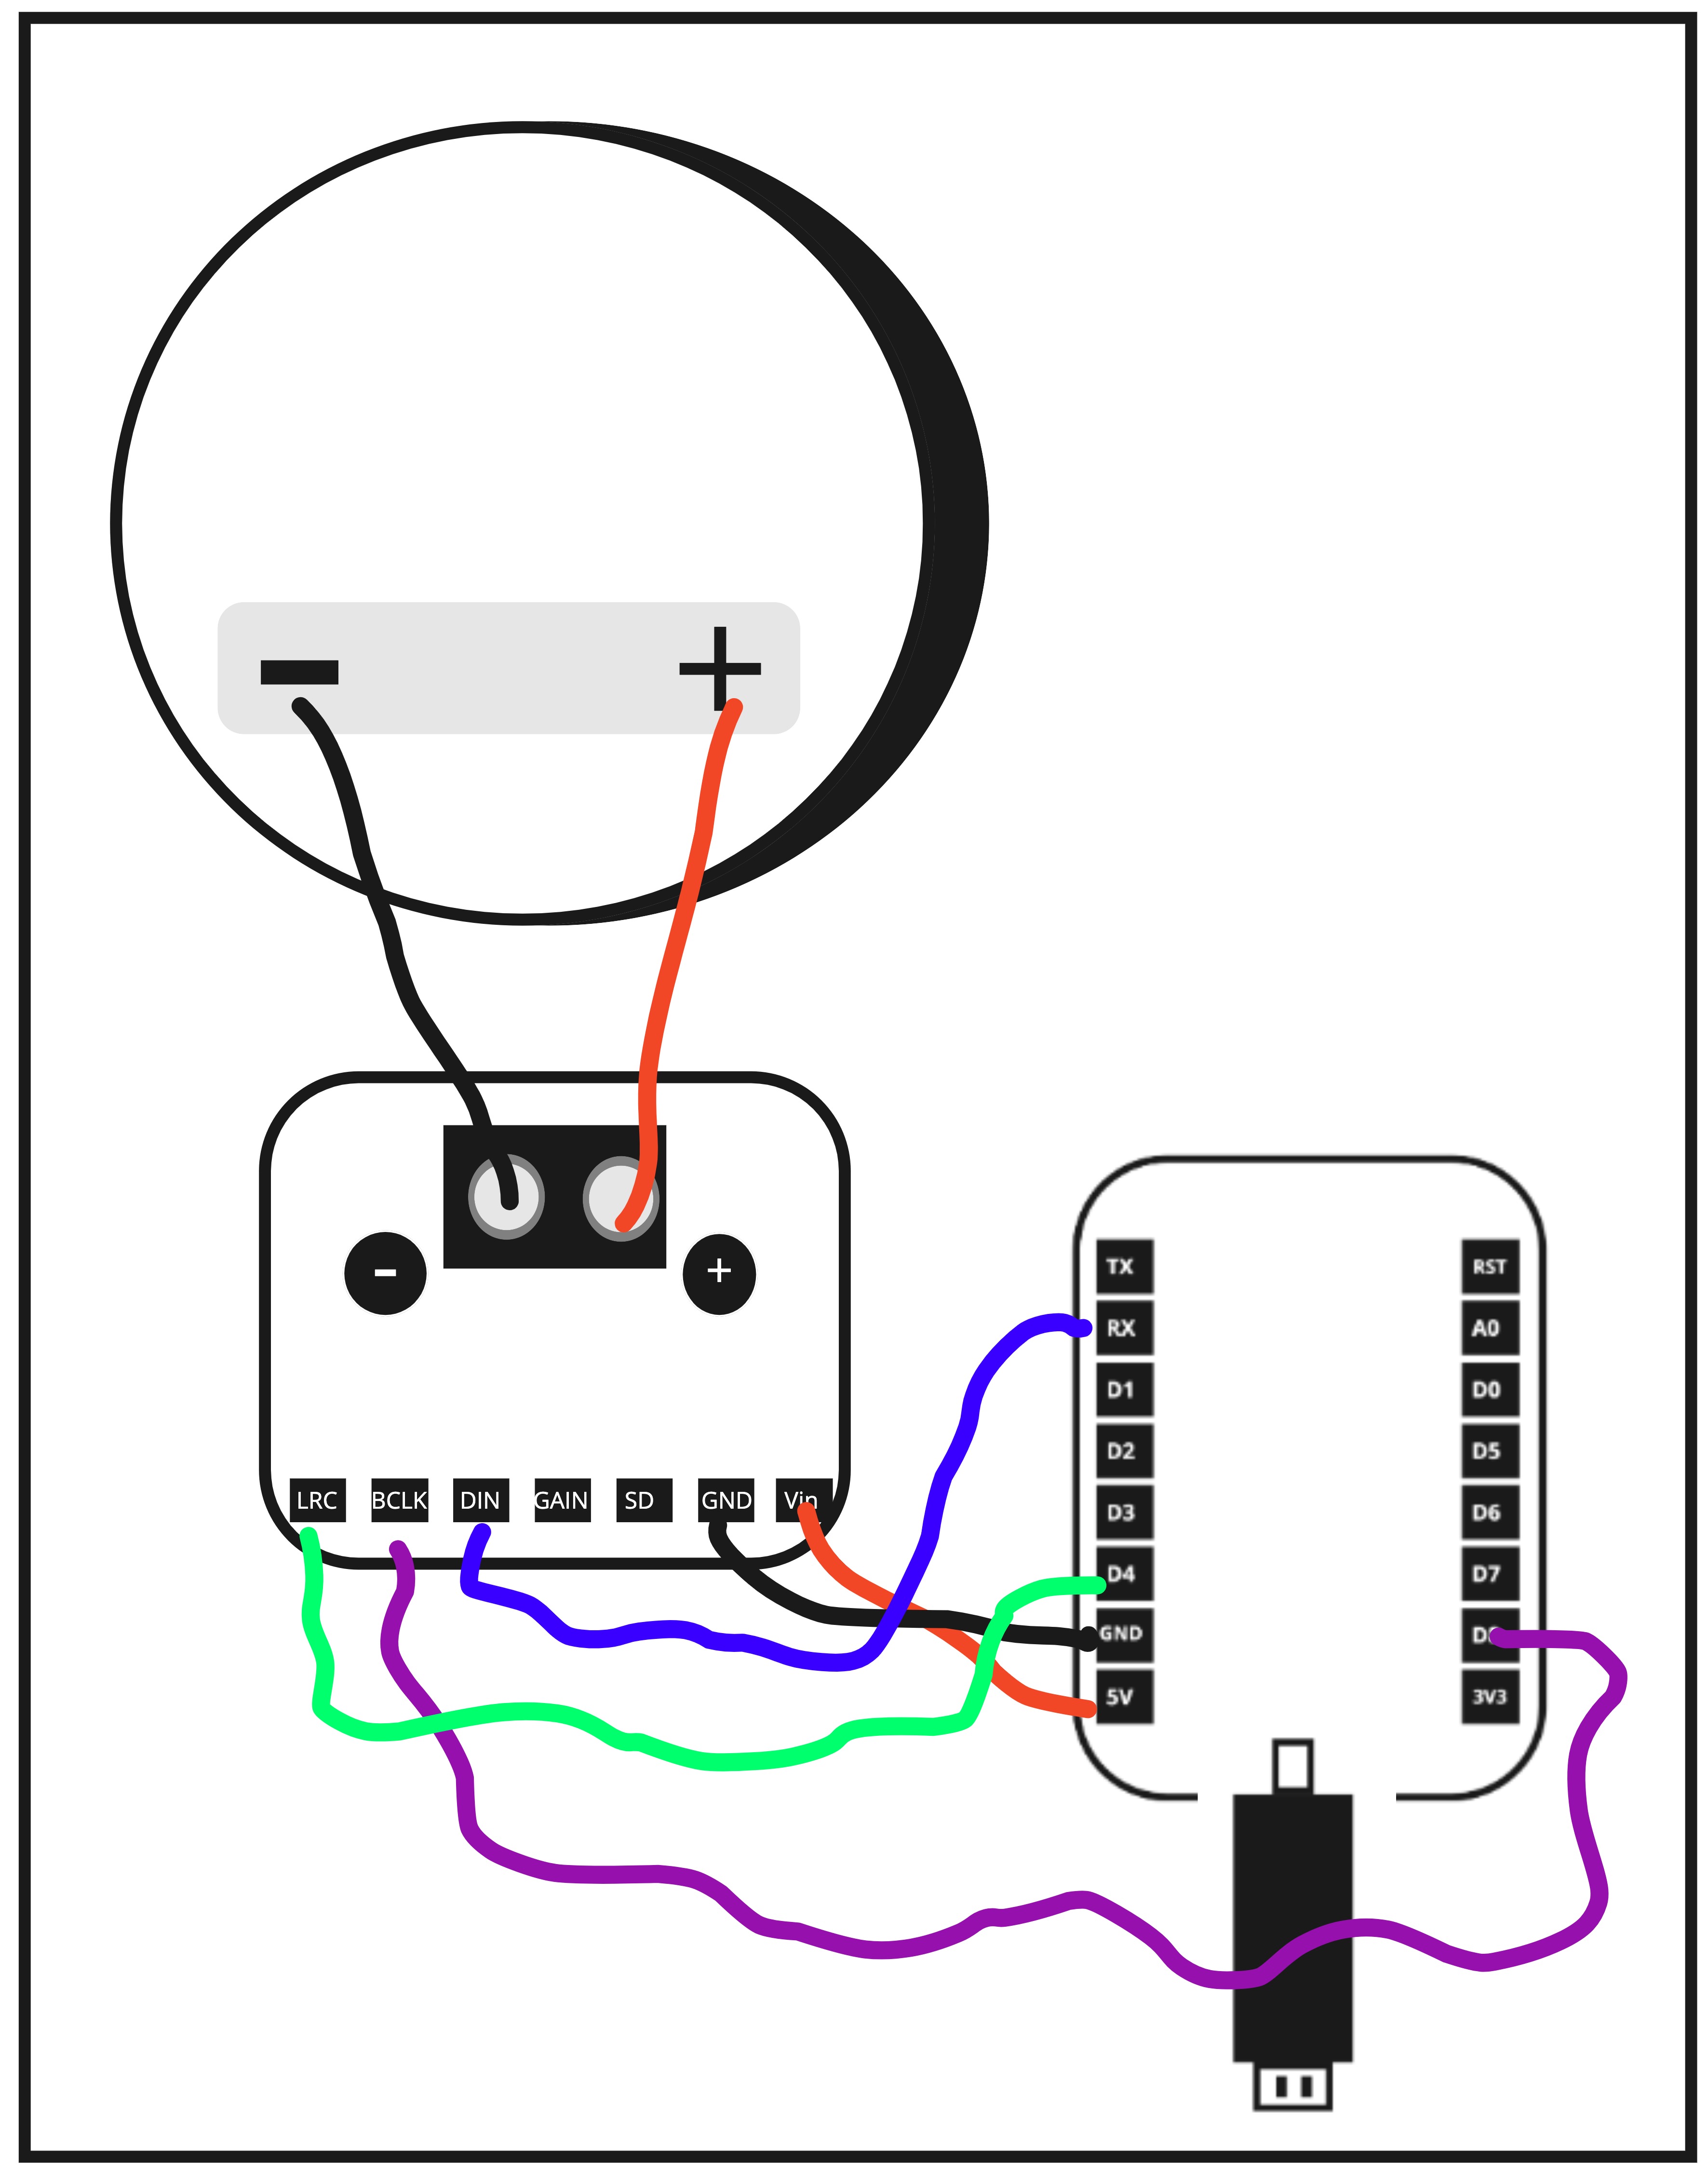 − +
− +
LRC BCLK DIN GAIN SD GND Vin
TX RST
RX A0
D1 D0
D2 D5
D3 D6
D4 D7
GND
5V 3V3